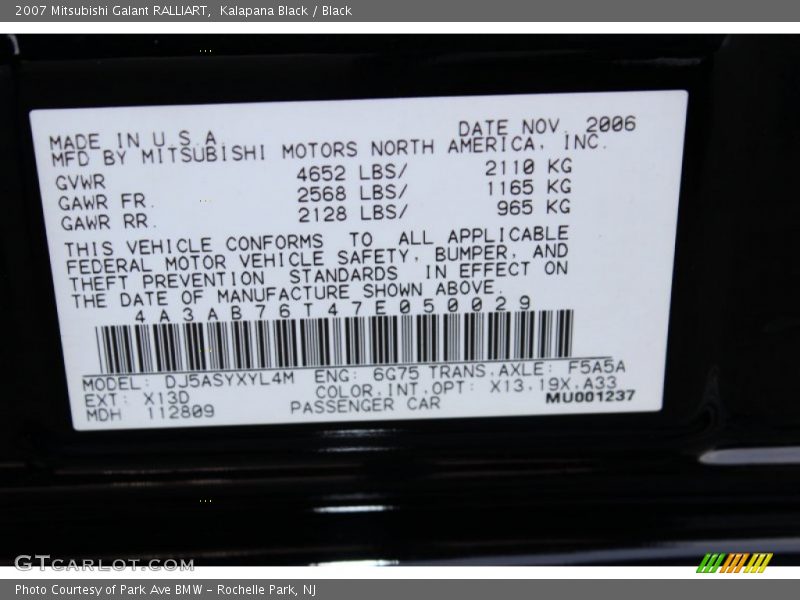 2007 Mitsubishi Galant RALLIART, Kalapana Black / Black
MADE IN U.S.A. DATE NOV. 2006
MFD BY MITSUBISHI MOTORS NORTH AMERICA, INC.
GVWR 4652 LBS/ 2110 KG
GAWR FR. 2568 LBS/ 1165 KG
GAWR RR. 2128 LBS/ 965 KG
THIS VEHICLE CONFORMS TO ALL APPLICABLE
FEDERAL MOTOR VEHICLE SAFETY, BUMPER, AND
THEFT PREVENTION STANDARDS IN EFFECT ON
THE DATE OF MANUFACTURE SHOWN ABOVE.
4A3AB76T47E050029
MODEL: DJ5ASYXYL4M ENG: 6G75 TRANS.AXLE: F5A5A
EXT: X13D COLOR.INT.OPT: X13.19X.A33
MDH 112809 PASSENGER CAR MU001237
GTCARLOT.COM
Photo Courtesy of Park Ave BMW - Rochelle Park, NJ